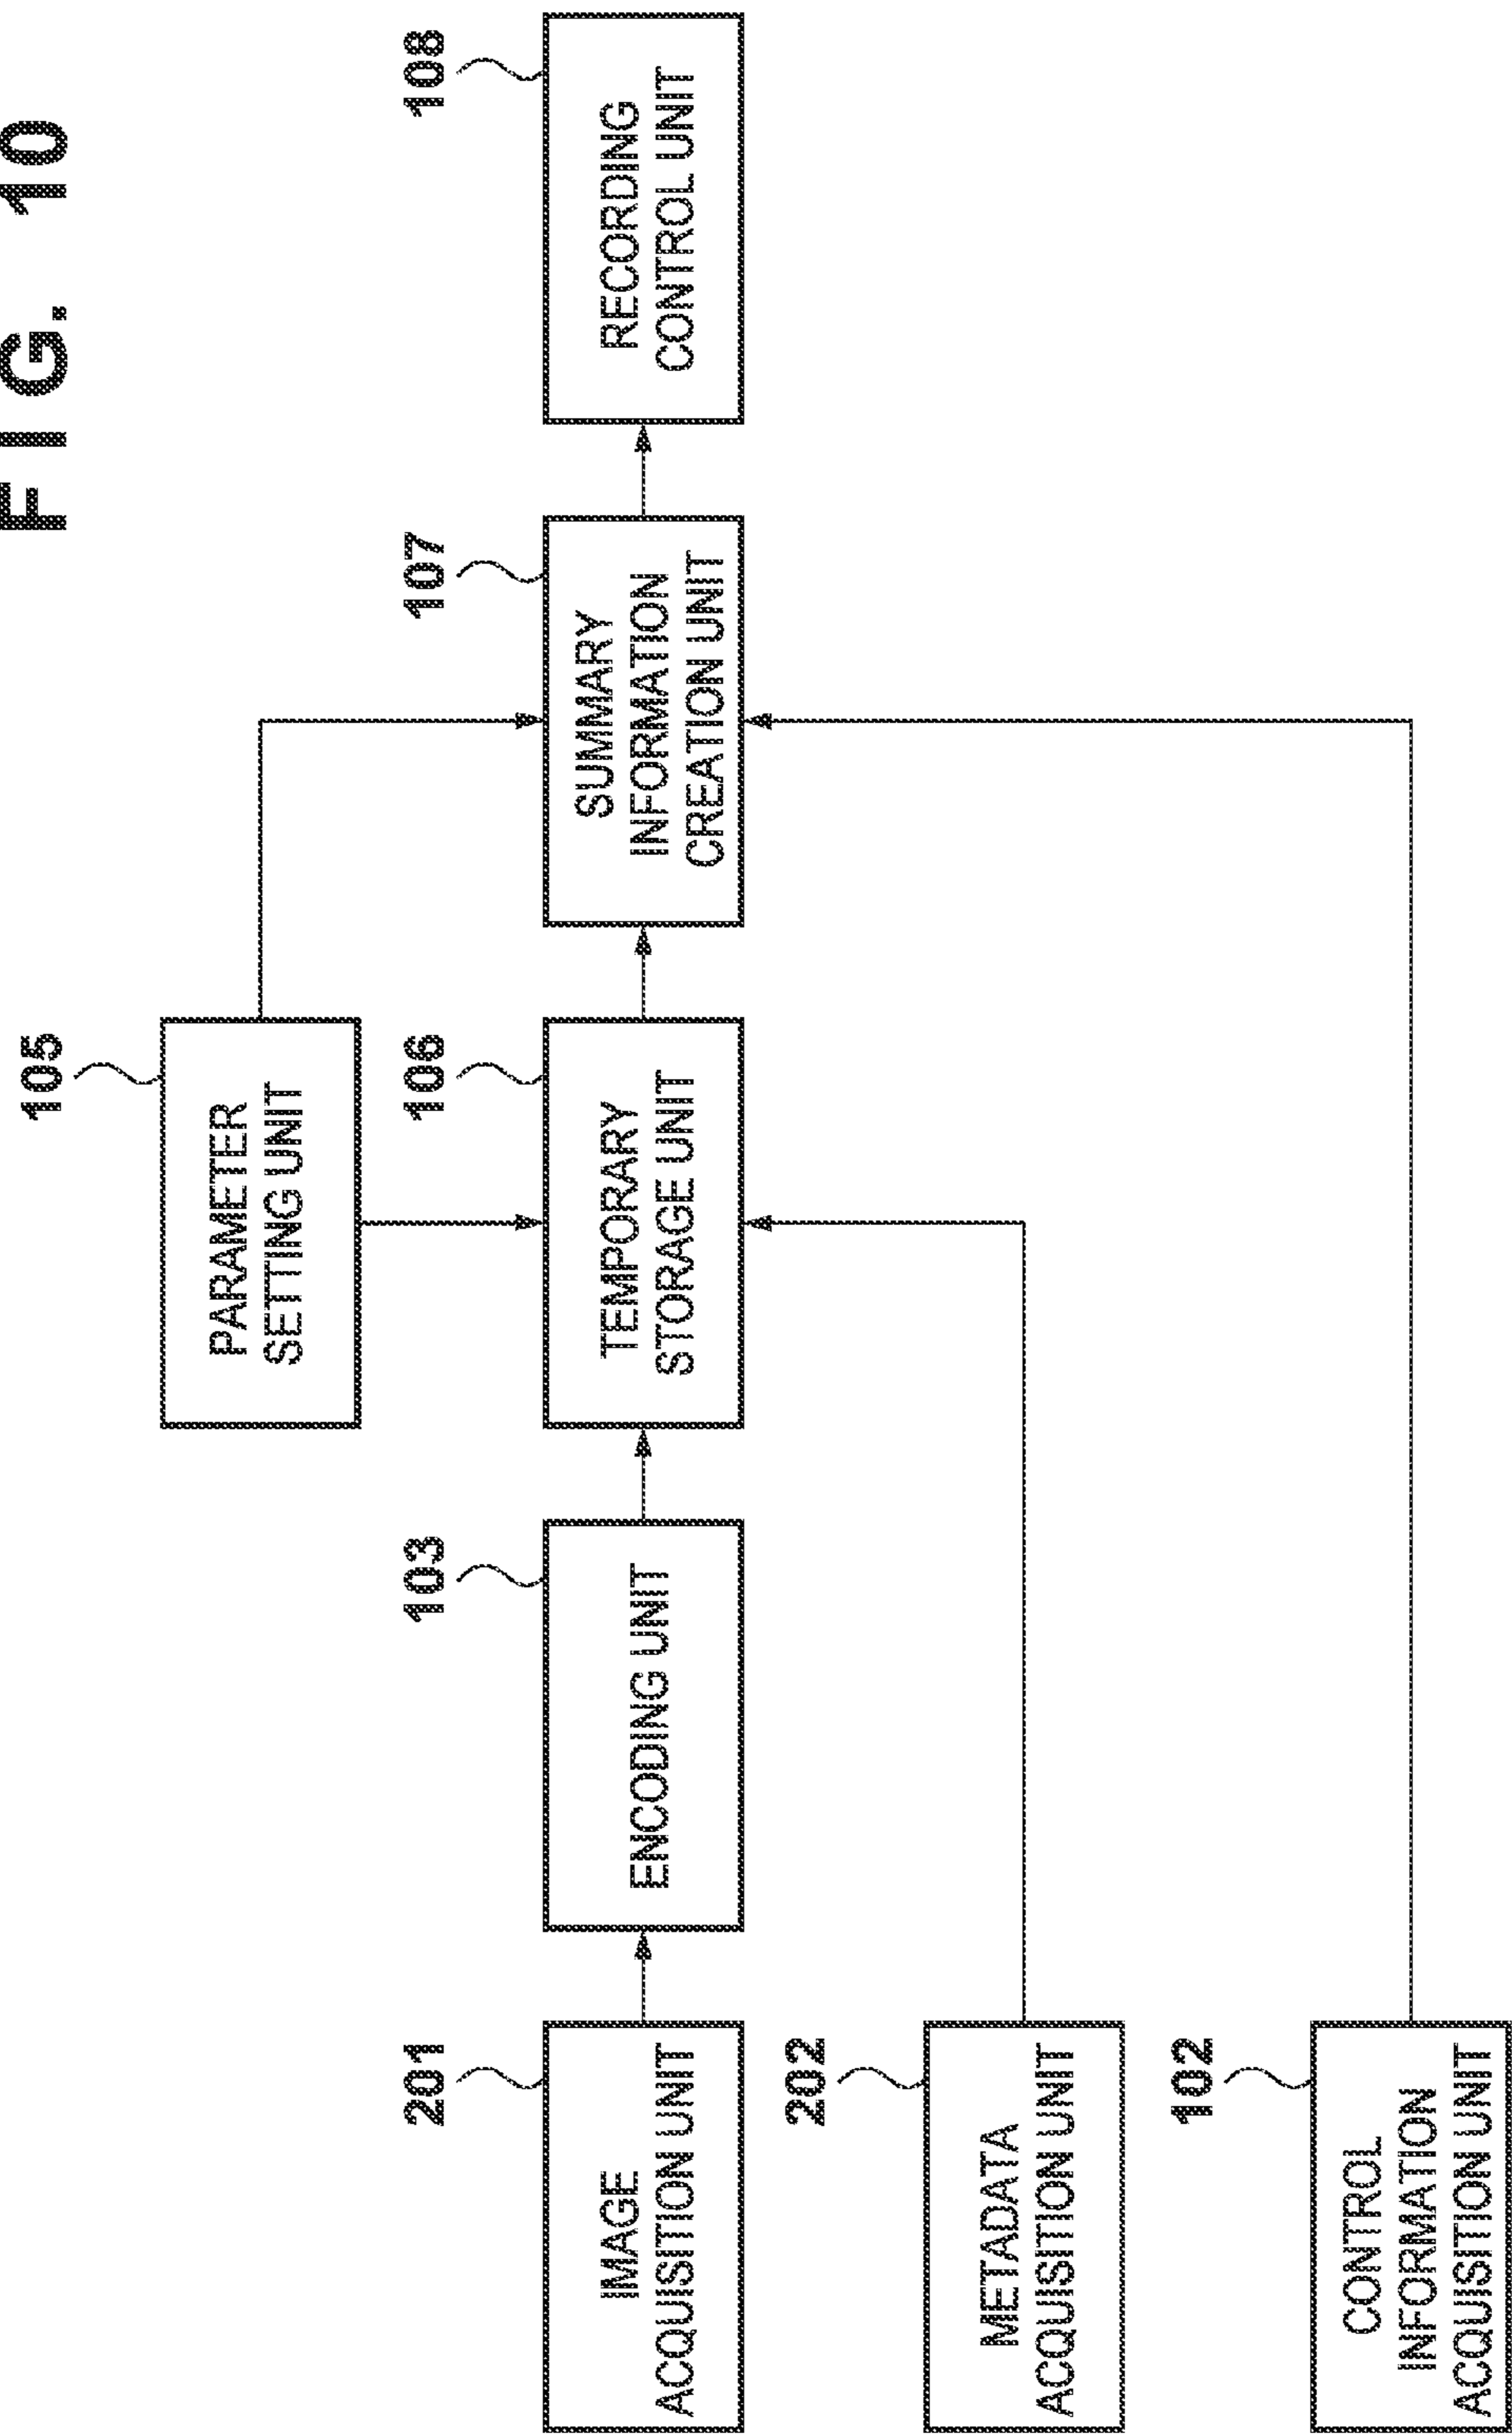 FIG. 10
105
PARAMETER
SETTING UNIT
201
IMAGE
ACQUISITION UNIT
103
ENCODING UNIT
106
TEMPORARY
STORAGE UNIT
107
SUMMARY
INFORMATION
CREATION UNIT
108
RECORDING
CONTROL UNIT
202
METADATA
ACQUISITION UNIT
102
CONTROL
INFORMATION
ACQUISITION UNIT